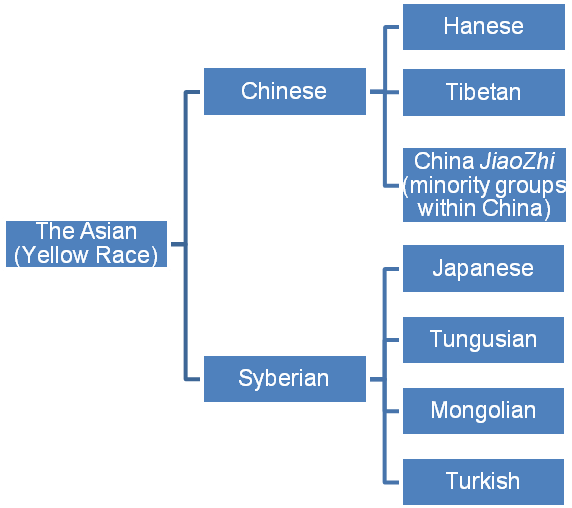 The Asian
(Yellow Race)
Chinese
Hanese
Tibetan
China JiaoZhi
(minority groups
within China)
Syberian
Japanese
Tungusian
Mongolian
Turkish